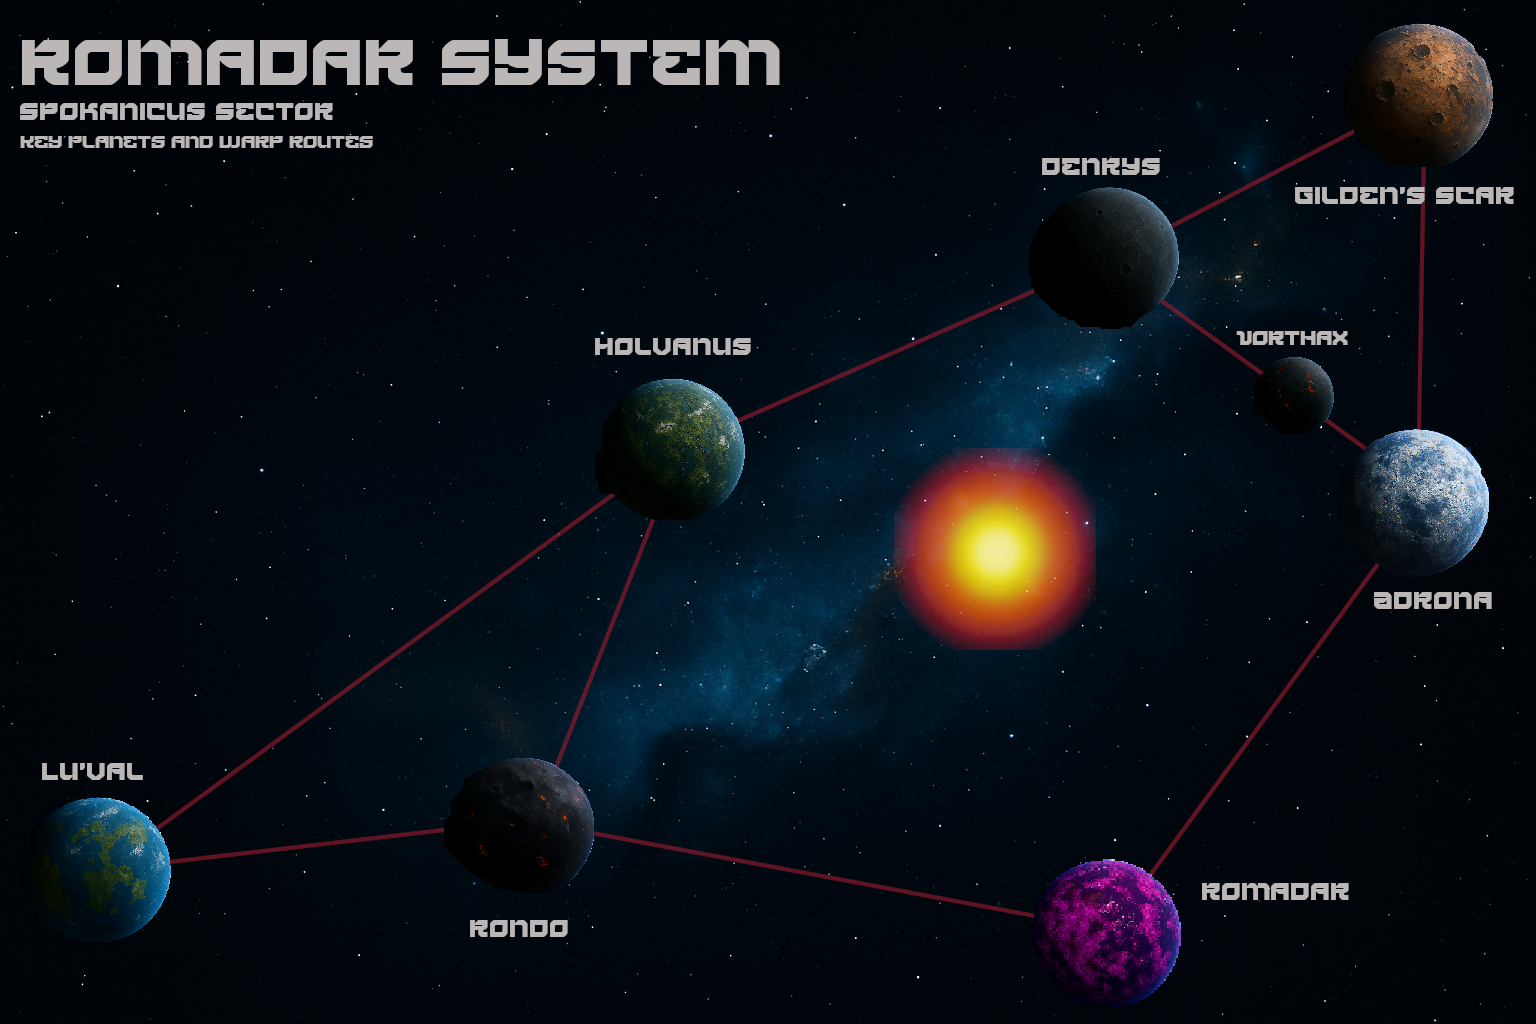 ROMADAR SYSTEM
SPOKANICUS SECTOR
KEY PLANETS AND WARP ROUTES
DENRYS
GILDEN'S SCAR
HOLVANUS
VORTHAX
ADRONA
LU'VAL
RONDO
ROMADAR